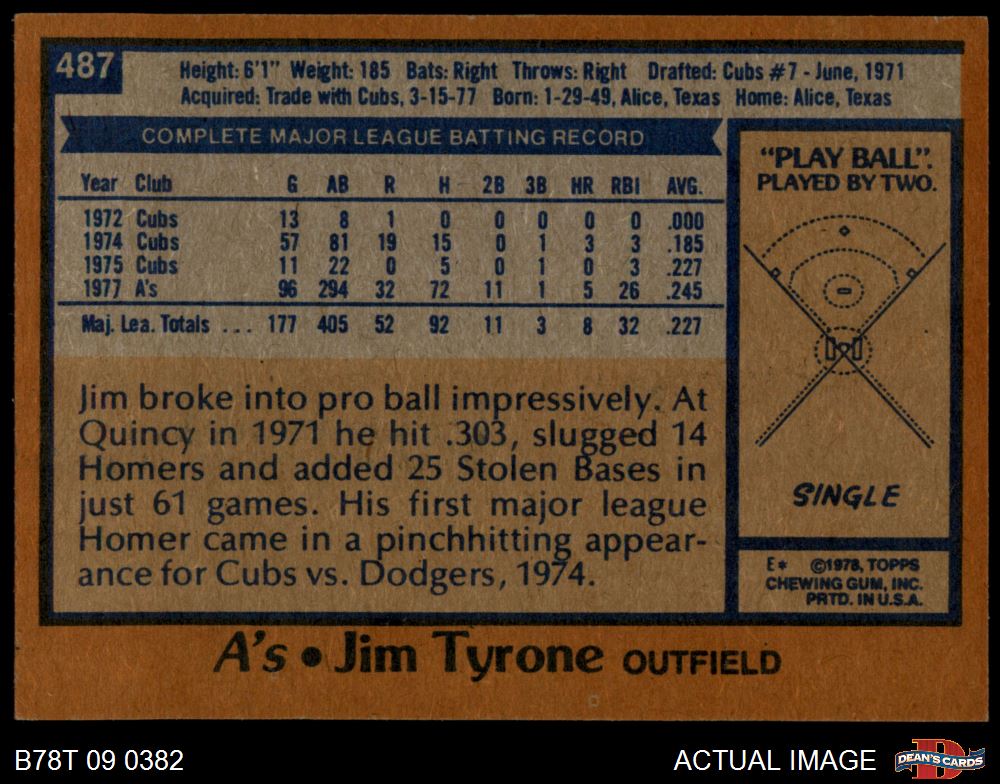 487
Height: 6'1" Weight: 185 Bats: Right Throws: Right Drafted: Cubs #7 - June, 1971
Acquired: Trade with Cubs, 3-15-77 Born: 1-29-49, Alice, Texas Home: Alice, Texas
COMPLETE MAJOR LEAGUE BATTING RECORD
Year Club G AB R H 2B 3B HR RBI AVG.
1972 Cubs 13 8 1 0 0 0 0 0 .000
1974 Cubs 57 81 19 15 0 1 3 3 .185
1975 Cubs 11 22 0 5 0 1 0 3 .227
1977 A's 96 294 32 72 11 1 5 26 .245
Maj. Lea. Totals ... 177 405 52 92 11 3 8 32 .227
Jim broke into pro ball impressively. At
Quincy in 1971 he hit .303, slugged 14
Homers and added 25 Stolen Bases in
just 61 games. His first major league
Homer came in a pinchhitting appear-
ance for Cubs vs. Dodgers, 1974.
"PLAY BALL".
PLAYED BY TWO.
SINGLE
E* ©1978, TOPPS
CHEWING GUM, INC.
PRTD. IN U.S.A.
A's • Jim Tyrone OUTFIELD
B78T 09 0382
ACTUAL IMAGE
D
DEAN'S CARDS